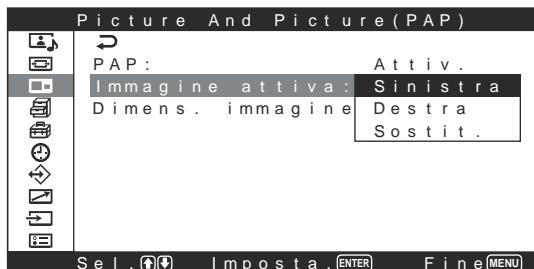 Picture And Picture(PAP)
PAP: Attiv.
Immagine attiva: Sinistra
Dimens. immagine Destra
Sostit.
Sel. Imposta. ENTER Fine MENU